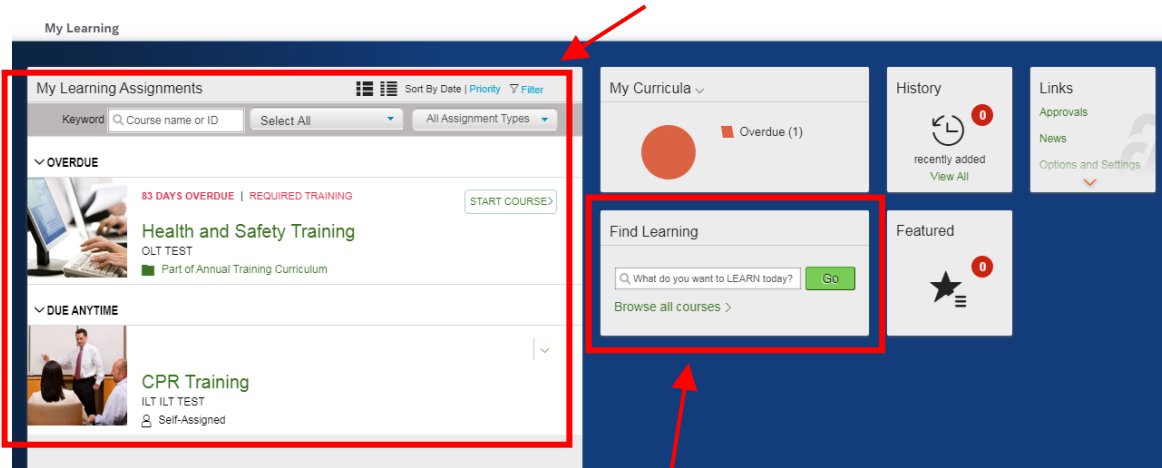 My Learning
My Learning Assignments
Sort By Date | Priority Filter
Keyword Course name or ID Select All All Assignment Types
OVERDUE
83 DAYS OVERDUE | REQUIRED TRAINING
START COURSE
Health and Safety Training
OLT TEST
Part of Annual Training Curriculum
DUE ANYTIME
CPR Training
ILT ILT TEST
Self-Assigned
My Curricula
Overdue (1)
History
0
recently added
View All
Links
Approvals
News
Options and Settings
Find Learning
What do you want to LEARN today? Go
Browse all courses >
Featured
0